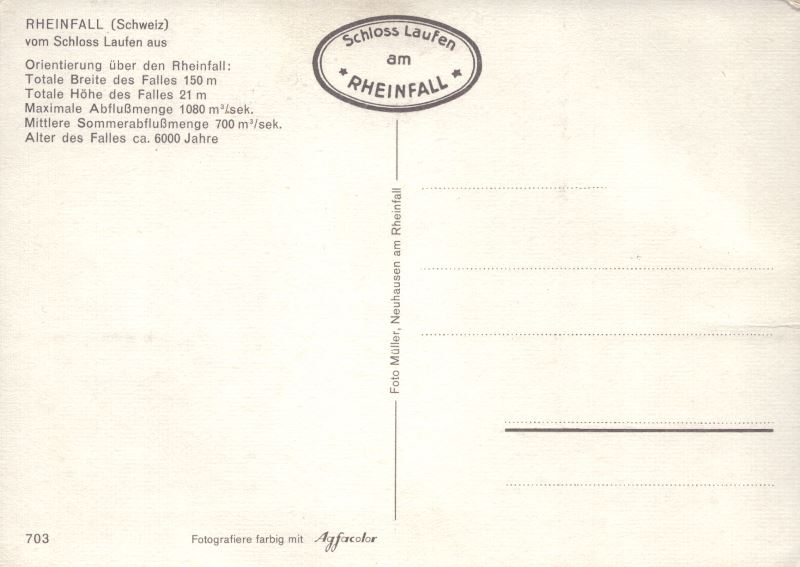 RHEINFALL (Schweiz)
vom Schloss Laufen aus
Orientierung über den Rheinfall:
Totale Breite des Falles 150 m
Totale Höhe des Falles 21 m
Maximale Abflußmenge 1080 m³/sek.
Mittlere Sommerabflußmenge 700 m³/sek.
Alter des Falles ca. 6000 Jahre
Schloss Laufen
am
★ RHEINFALL ★
Foto Müller, Neuhausen am Rheinfall
703
Fotografiere farbig mit Agfacolor